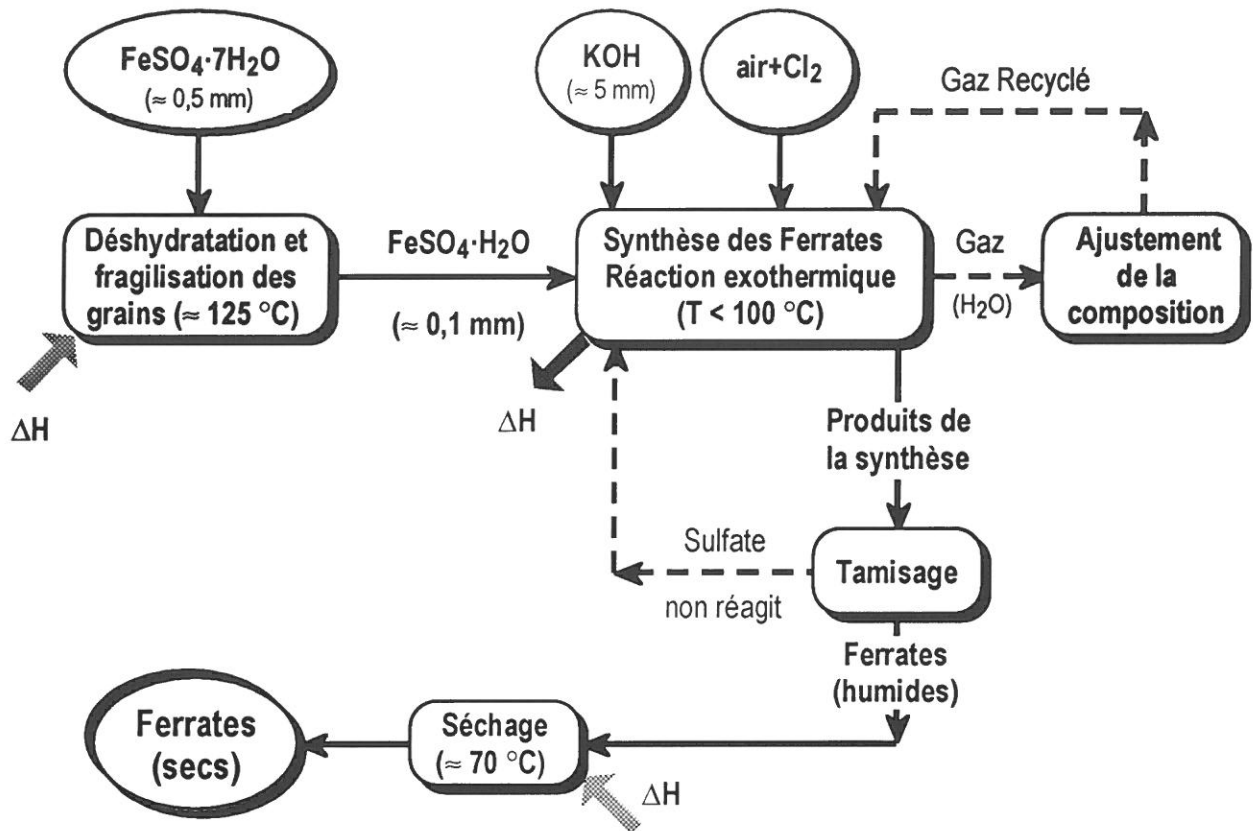 FeSO₄·7H₂O
(≈ 0,5 mm)
KOH
(≈ 5 mm)
air+Cl₂
Gaz Recyclé
Déshydratation et
fragilisation des
grains (≈ 125 °C)
FeSO₄·H₂O
(≈ 0,1 mm)
Synthèse des Ferrates
Réaction exothermique
(T < 100 °C)
Gaz
(H₂O)
Ajustement
de la
composition
ΔH
ΔH
Produits de
la synthèse
Sulfate
non réagit
Tamisage
Ferrates
(humides)
Séchage
(≈ 70 °C)
Ferrates
(secs)
ΔH